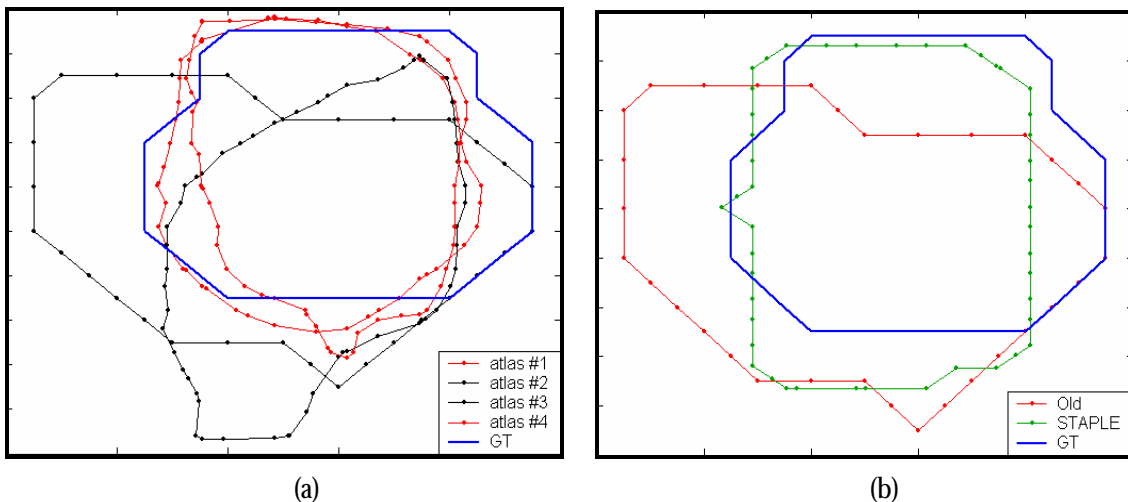 atlas #1
atlas #2
atlas #3
atlas #4
GT
Old
STAPLE
GT
(a)
(b)